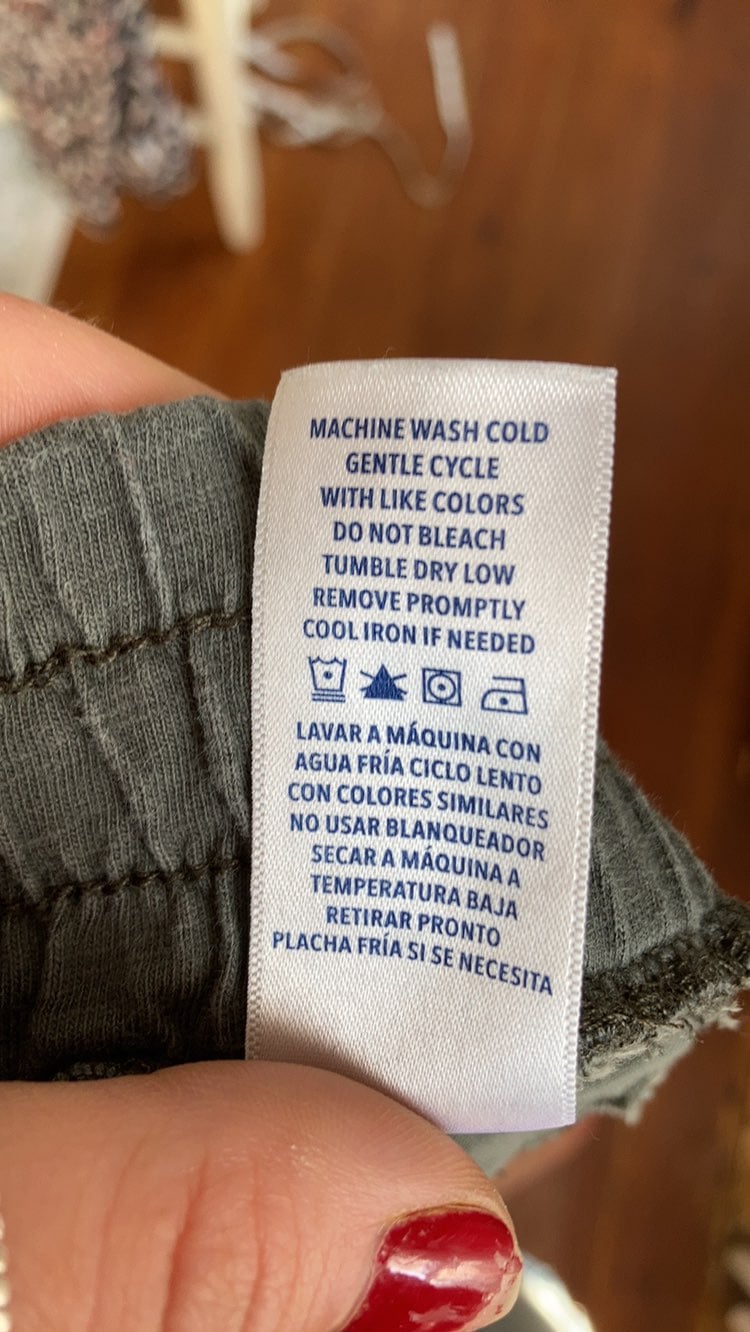 MACHINE WASH COLD
GENTLE CYCLE
WITH LIKE COLORS
DO NOT BLEACH
TUMBLE DRY LOW
REMOVE PROMPTLY
COOL IRON IF NEEDED
LAVAR A MÁQUINA CON
AGUA FRÍA CICLO LENTO
CON COLORES SIMILARES
NO USAR BLANQUEADOR
SECAR A MÁQUINA A
TEMPERATURA BAJA
RETIRAR PRONTO
PLACHA FRÍA SI SE NECESITA